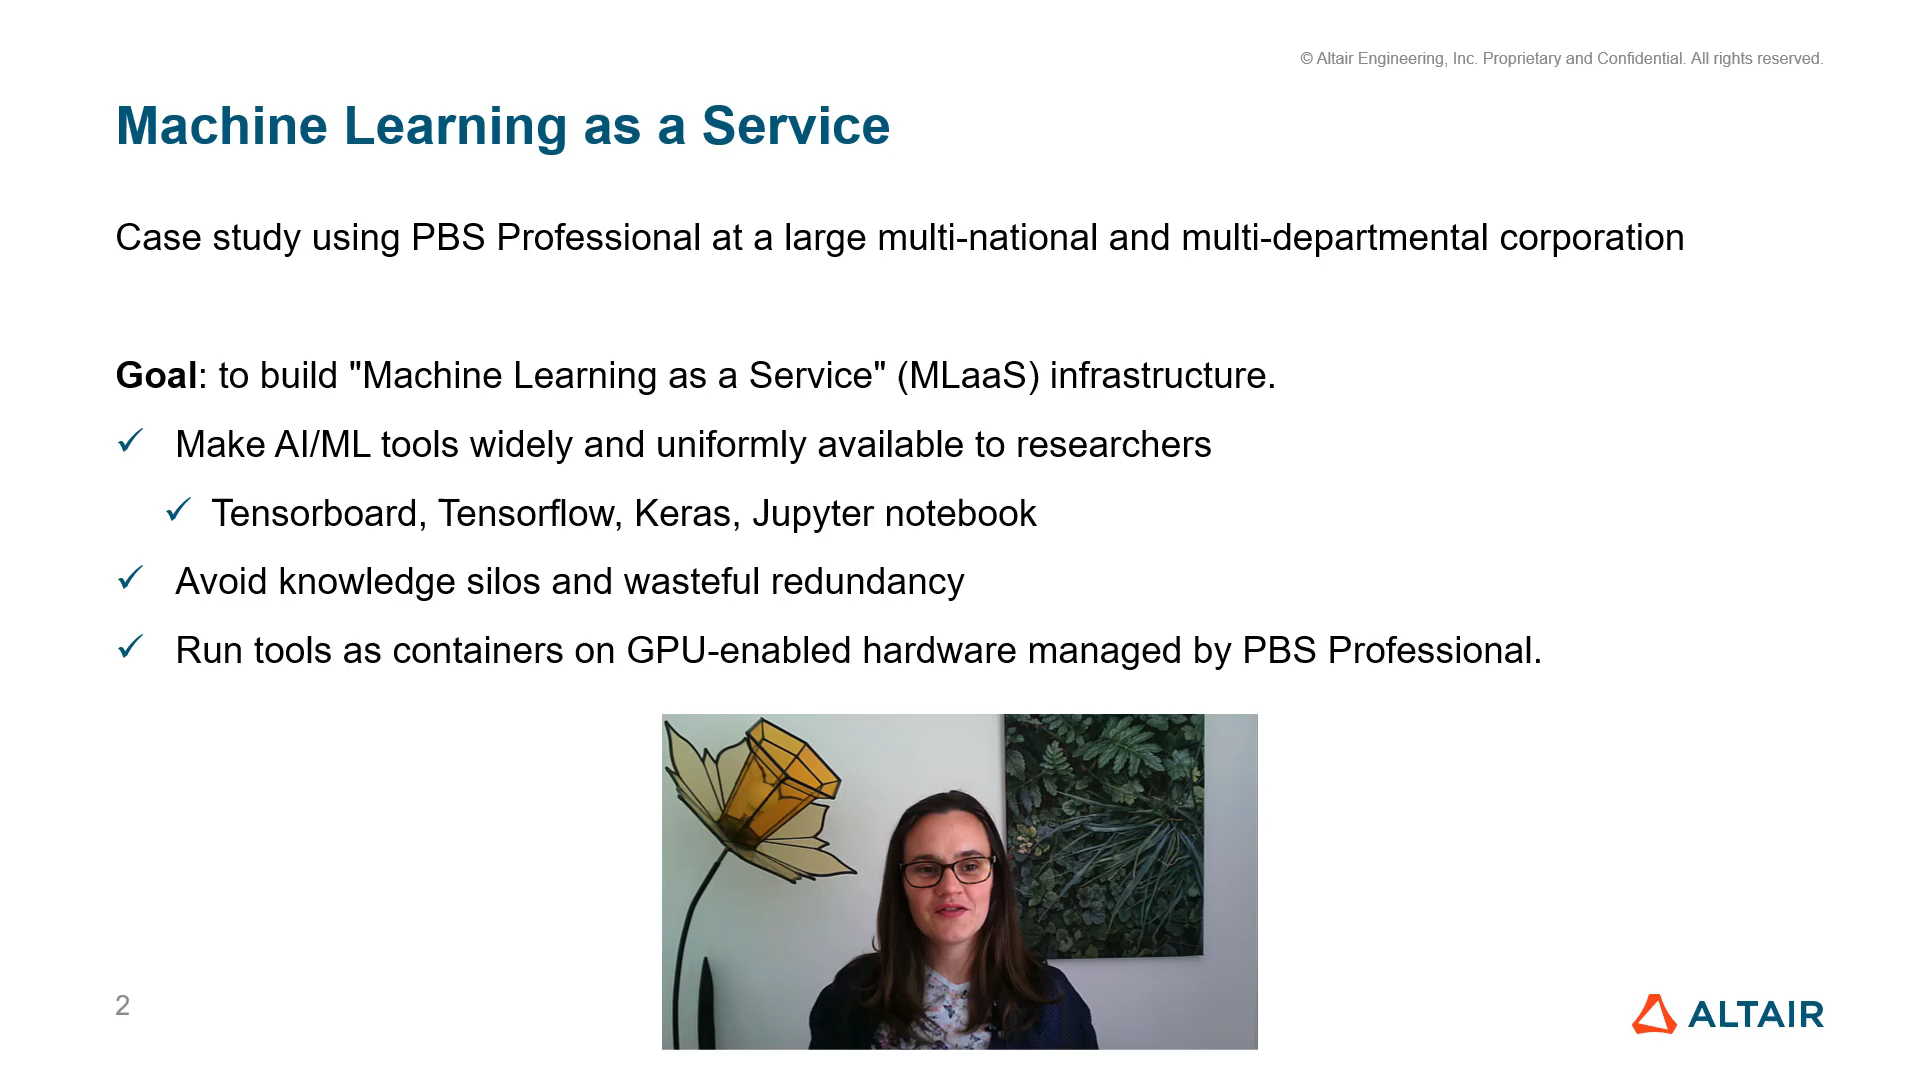 © Altair Engineering, Inc. Proprietary and Confidential. All rights reserved.
Machine Learning as a Service
Case study using PBS Professional at a large multi-national and multi-departmental corporation
Goal: to build "Machine Learning as a Service" (MLaaS) infrastructure.
✓ Make AI/ML tools widely and uniformly available to researchers
✓ Tensorboard, Tensorflow, Keras, Jupyter notebook
✓ Avoid knowledge silos and wasteful redundancy
✓ Run tools as containers on GPU-enabled hardware managed by PBS Professional.
2
ALTAIR